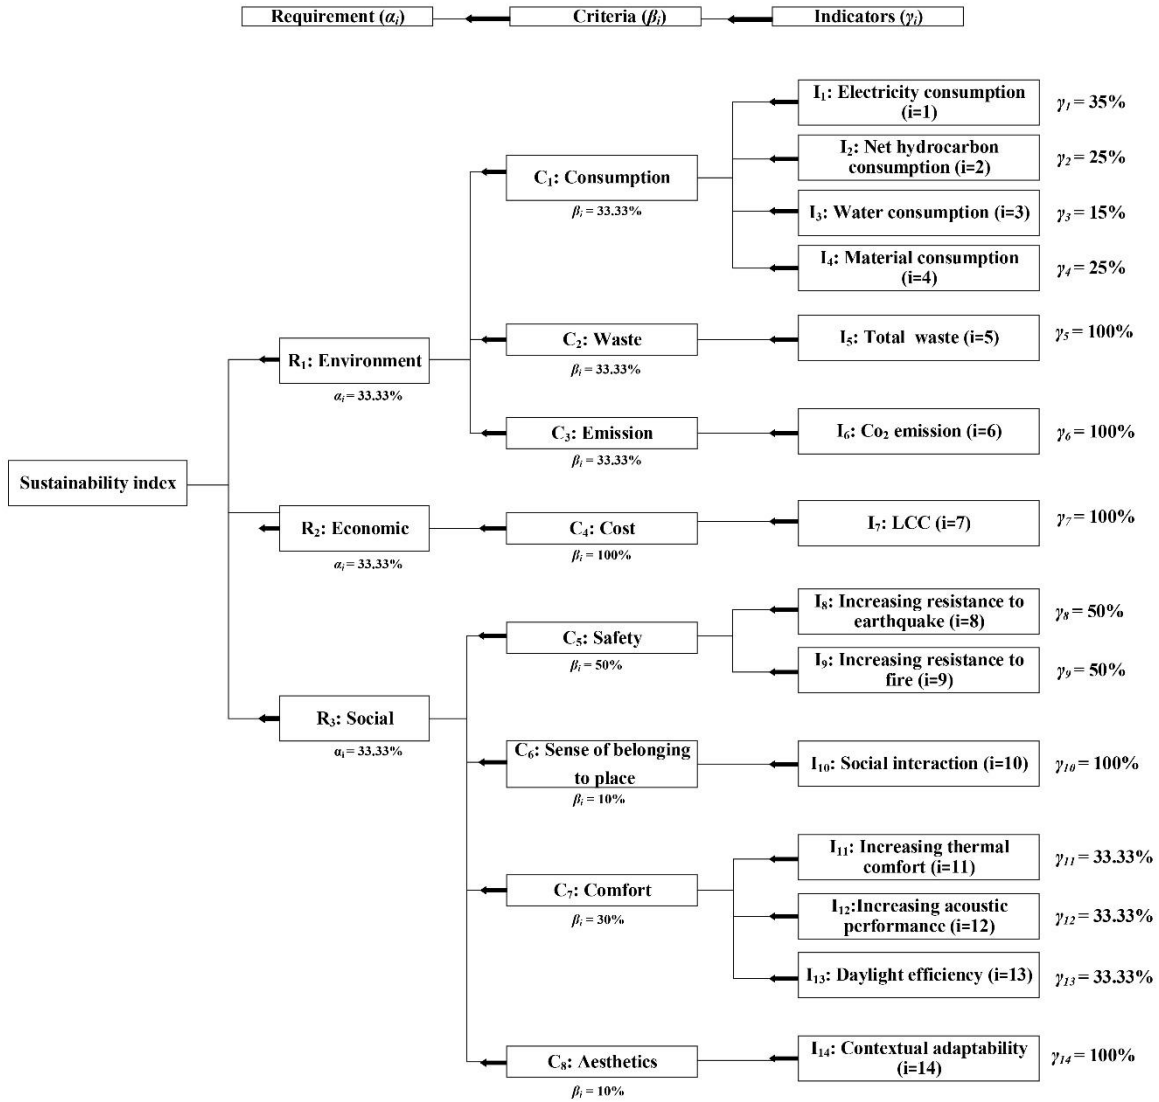 Requirement (αi)
Criteria (βi)
Indicators (γi)
I1: Electricity consumption
(i=1)
γ1 = 35%
I2: Net hydrocarbon
consumption (i=2)
γ2 = 25%
C1: Consumption
βi = 33.33%
I3: Water consumption (i=3)
γ3 = 15%
I4: Material consumption
(i=4)
γ4 = 25%
R1: Environment
αi = 33.33%
C2: Waste
βi = 33.33%
I5: Total waste (i=5)
γ5 = 100%
C3: Emission
βi = 33.33%
I6: Co2 emission (i=6)
γ6 = 100%
Sustainability index
R2: Economic
αi = 33.33%
C4: Cost
βi = 100%
I7: LCC (i=7)
γ7 = 100%
C5: Safety
βi = 50%
I8: Increasing resistance to
earthquake (i=8)
γ8 = 50%
I9: Increasing resistance to
fire (i=9)
γ9 = 50%
R3: Social
αi = 33.33%
C6: Sense of belonging
to place
βi = 10%
I10: Social interaction (i=10)
γ10 = 100%
C7: Comfort
βi = 30%
I11: Increasing thermal
comfort (i=11)
γ11 = 33.33%
I12:Increasing acoustic
performance (i=12)
γ12 = 33.33%
I13: Daylight efficiency (i=13)
γ13 = 33.33%
C8: Aesthetics
βi = 10%
I14: Contextual adaptability
(i=14)
γ14 = 100%